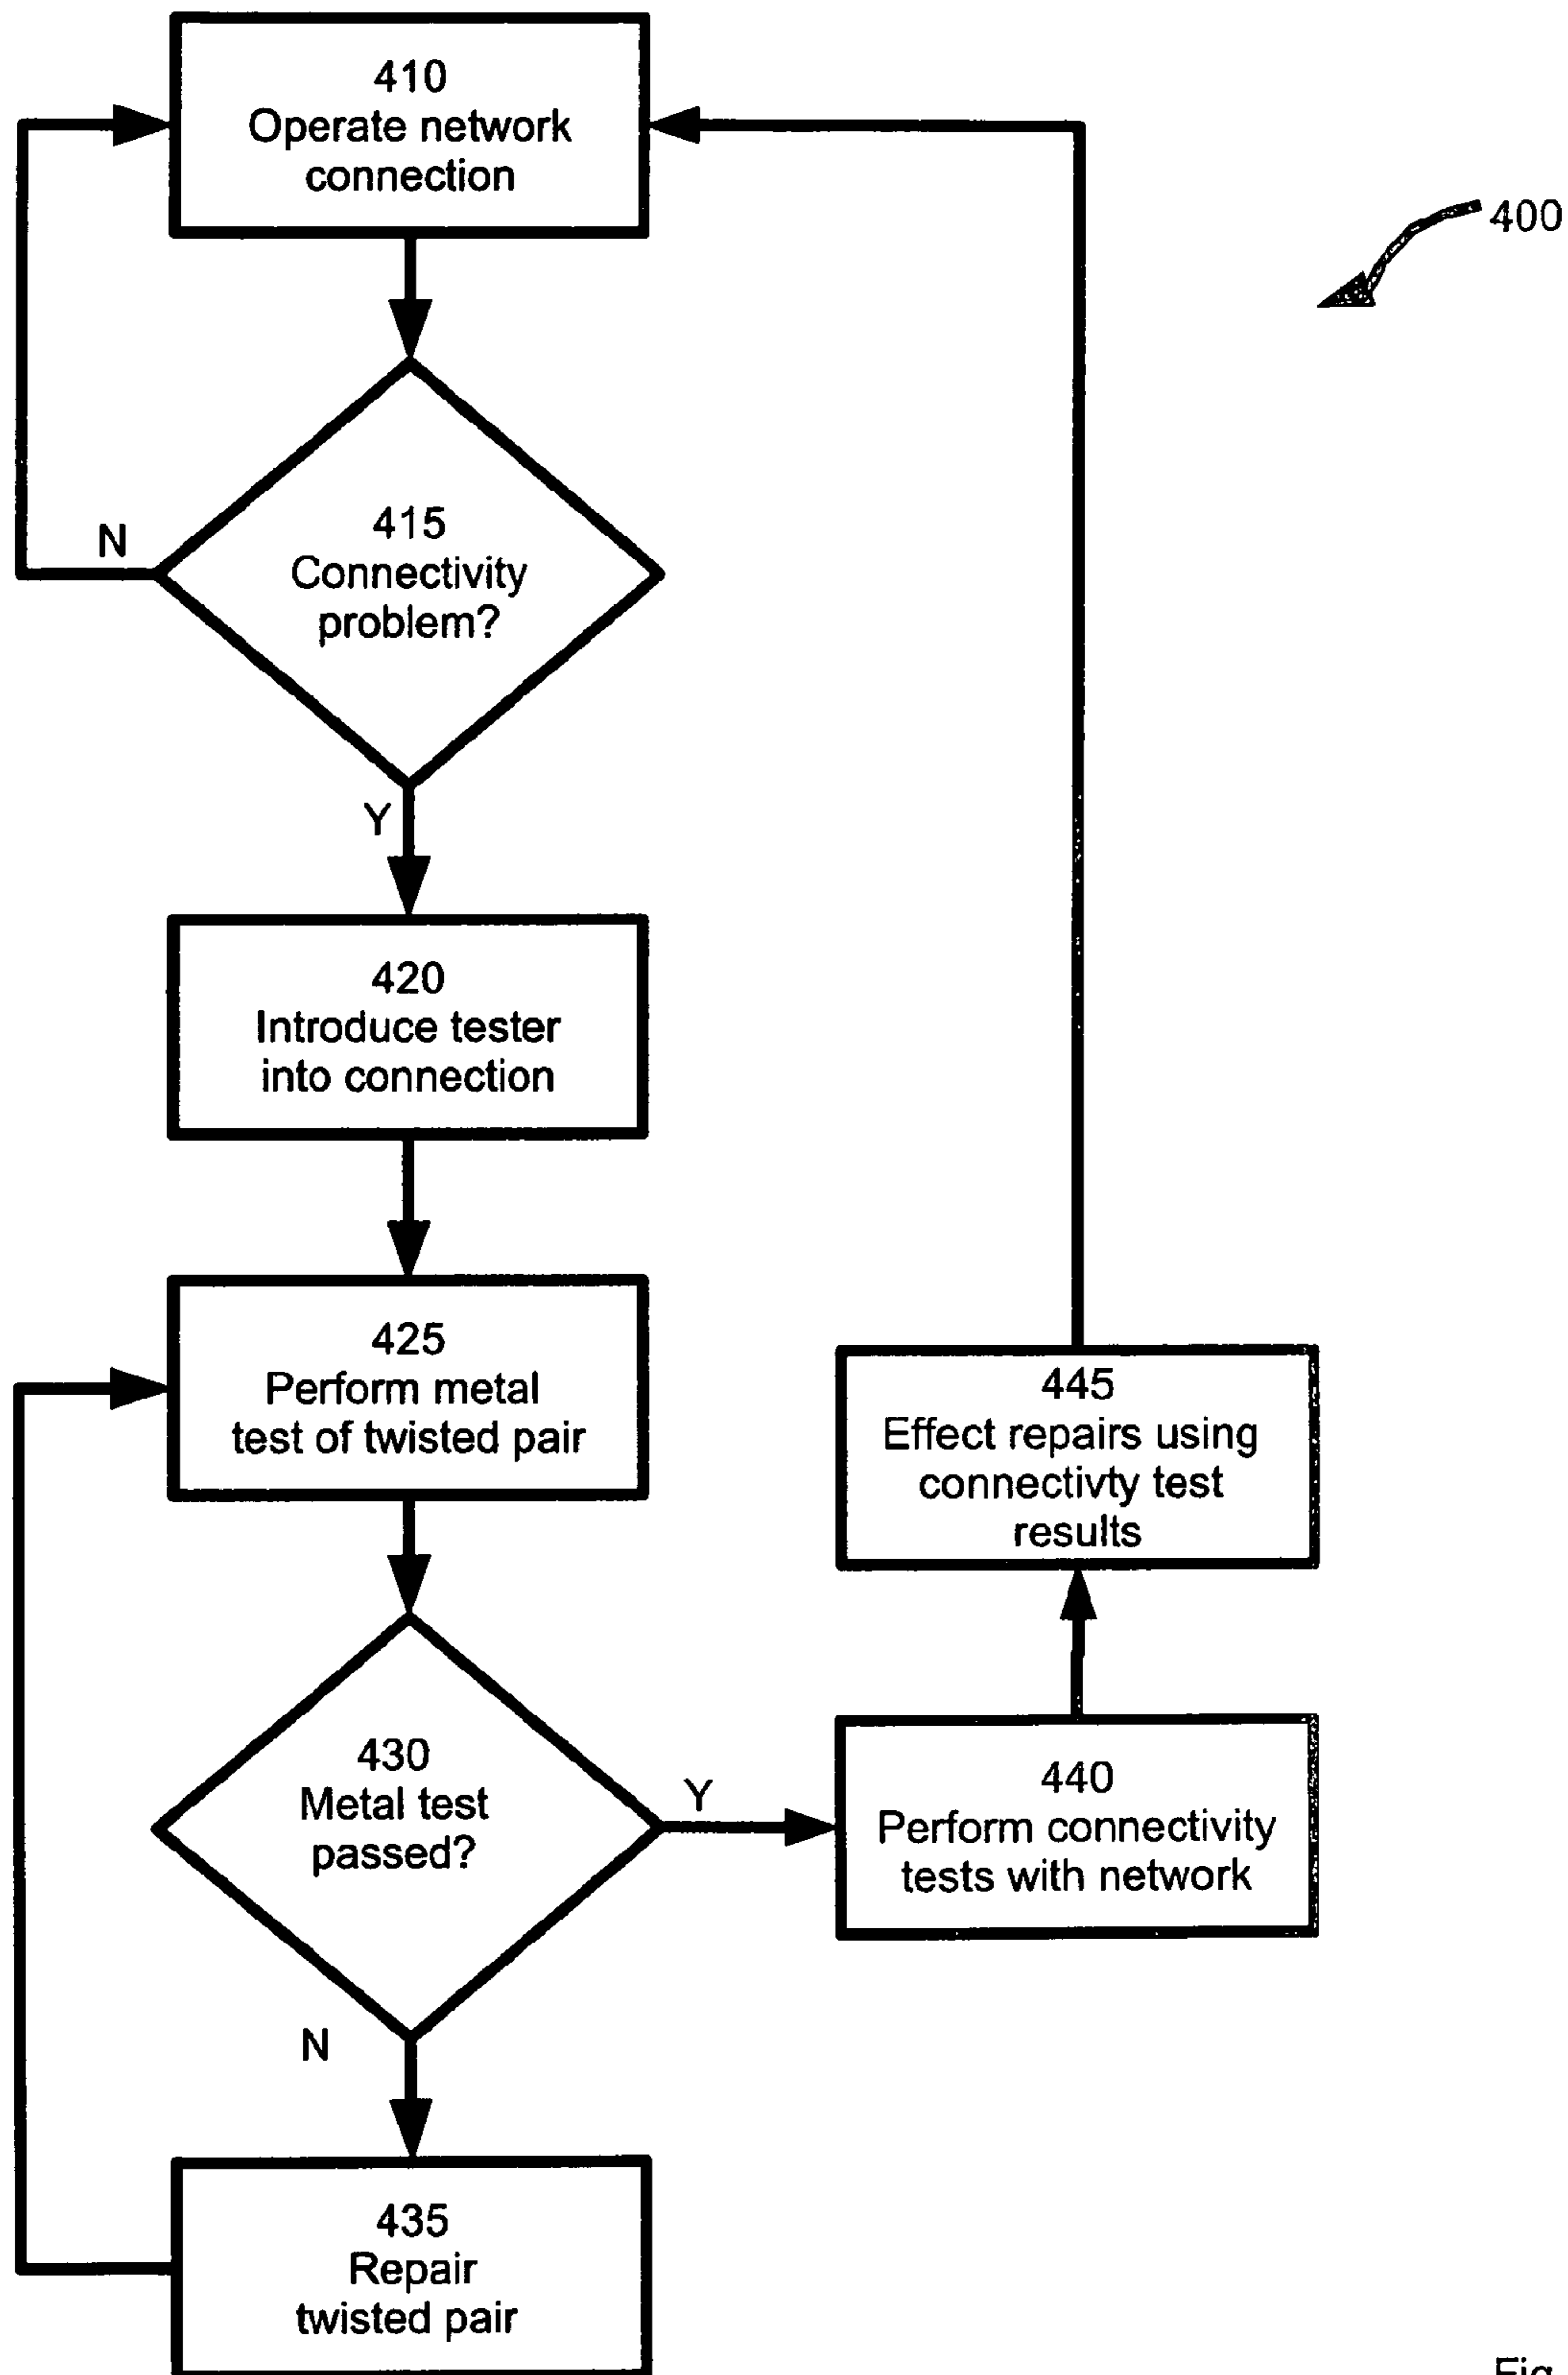 410
Operate network
connection
400
415
Connectivity
problem?
N
Y
420
Introduce tester
into connection
425
Perform metal
test of twisted pair
445
Effect repairs using
connectivty test
results
430
Metal test
passed?
Y
440
Perform connectivity
tests with network
N
435
Repair
twisted pair
Fig